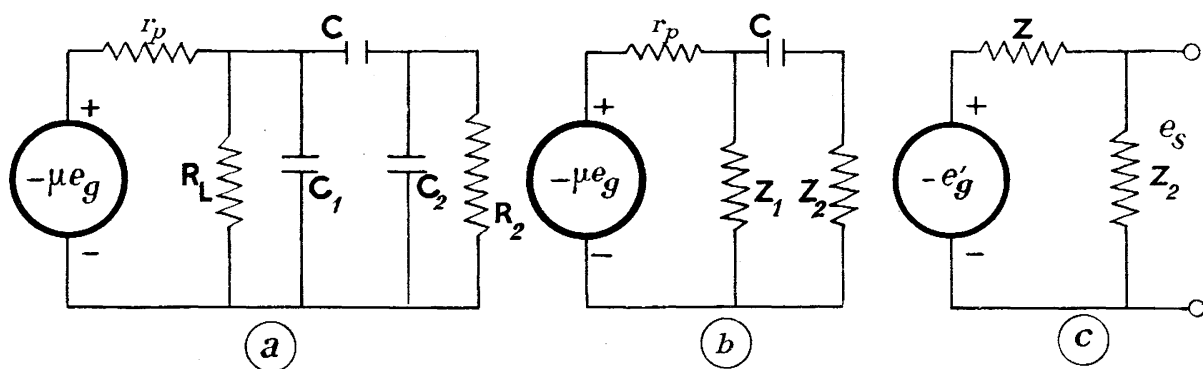 r_p C
+
-μe_g
-
R_L
C_1
C_2
R_2
a
r_p C
+
-μe_g
-
Z_1
Z_2
b
Z
+
-e'_g
-
e_s
Z_2
c